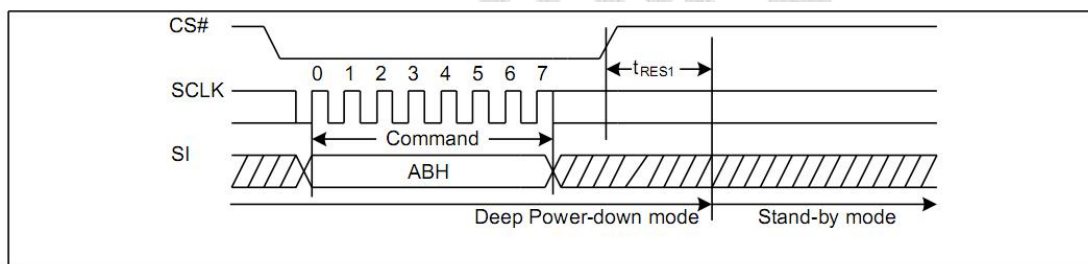 CS#
tRES1
0 1 2 3 4 5 6 7
SCLK
Command
SI
ABH
Deep Power-down mode Stand-by mode